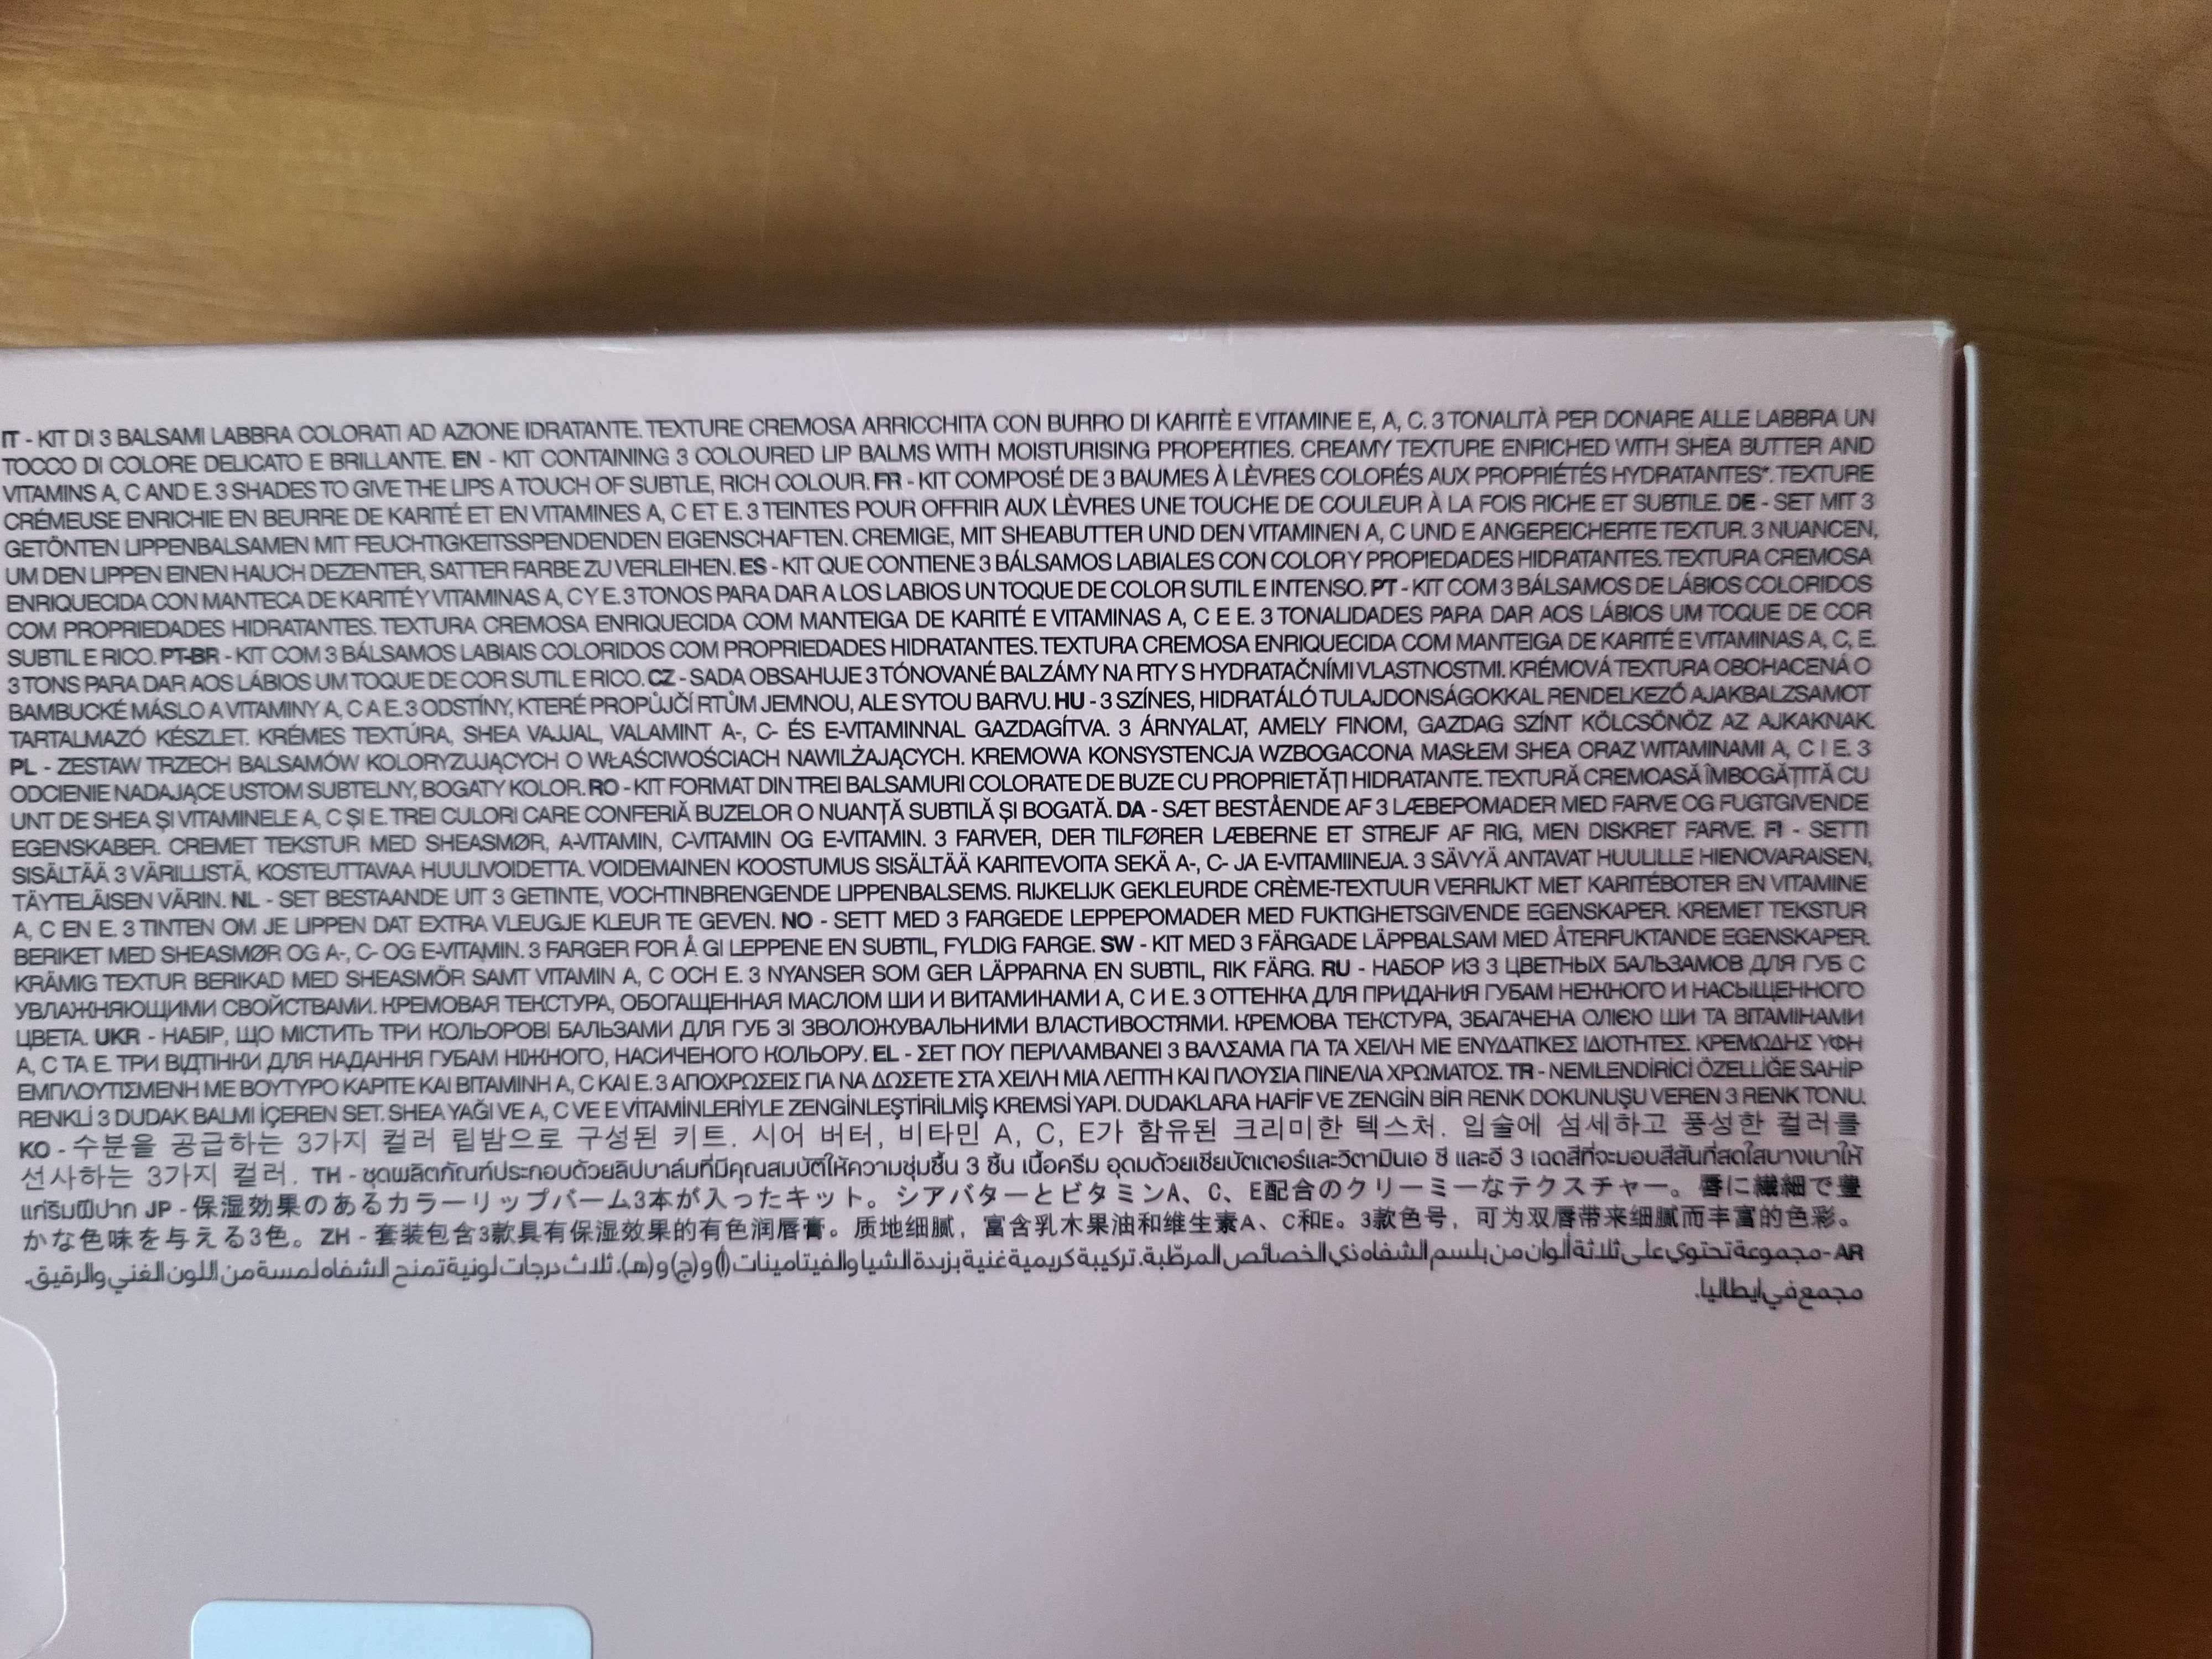 IT - KIT DI 3 BALSAMI LABBRA COLORATI AD AZIONE IDRATANTE. TEXTURE CREMOSA ARRICCHITA CON BURRO DI KARITÈ E VITAMINE E, A, C. 3 TONALITÀ PER DONARE ALLE LABBRA UN
TOCCO DI COLORE DELICATO E BRILLANTE. EN - KIT CONTAINING 3 COLOURED LIP BALMS WITH MOISTURISING PROPERTIES. CREAMY TEXTURE ENRICHED WITH SHEA BUTTER AND
VITAMINS A, C AND E. 3 SHADES TO GIVE THE LIPS A TOUCH OF SUBTLE, RICH COLOUR. FR - KIT COMPOSÉ DE 3 BAUMES À LÈVRES COLORÉS AUX PROPRIÉTÉS HYDRATANTES*. TEXTURE
CRÉMEUSE ENRICHIE EN BEURRE DE KARITÉ ET EN VITAMINES A, C ET E. 3 TEINTES POUR OFFRIR AUX LÈVRES UNE TOUCHE DE COULEUR À LA FOIS RICHE ET SUBTILE. DE - SET MIT 3
GETÖNTEN LIPPENBALSAMEN MIT FEUCHTIGKEITSSPENDENDEN EIGENSCHAFTEN. CREMIGE, MIT SHEABUTTER UND DEN VITAMINEN A, C UND E ANGEREICHERTE TEXTUR. 3 NUANCEN,
UM DEN LIPPEN EINEN HAUCH DEZENTER, SATTER FARBE ZU VERLEIHEN. ES - KIT QUE CONTIENE 3 BÁLSAMOS LABIALES CON COLOR Y PROPIEDADES HIDRATANTES. TEXTURA CREMOSA
ENRIQUECIDA CON MANTECA DE KARITÉ Y VITAMINAS A, C Y E. 3 TONOS PARA DAR A LOS LABIOS UN TOQUE DE COLOR SUTIL E INTENSO. PT - KIT COM 3 BÁLSAMOS DE LÁBIOS COLORIDOS
COM PROPRIEDADES HIDRATANTES. TEXTURA CREMOSA ENRIQUECIDA COM MANTEIGA DE KARITÉ E VITAMINAS A, C E E. 3 TONALIDADES PARA DAR AOS LÁBIOS UM TOQUE DE COR
SUBTIL E RICO. PT-BR - KIT COM 3 BÁLSAMOS LABIAIS COLORIDOS COM PROPRIEDADES HIDRATANTES. TEXTURA CREMOSA ENRIQUECIDA COM MANTEIGA DE KARITÉ E VITAMINAS A, C, E.
3 TONS PARA DAR AOS LÁBIOS UM TOQUE DE COR SUTIL E RICO. CZ - SADA OBSAHUJE 3 TÓNOVANÉ BALZÁMY NA RTY S HYDRATAČNÍMI VLASTNOSTMI. KRÉMOVÁ TEXTURA OBOHACENÁ O
BAMBUCKÉ MÁSLO A VITAMINY A, C A E. 3 ODSTÍNY, KTERÉ PROPŮJČÍ RTŮM JEMNOU, ALE SYTOU BARVU. HU - 3 SZÍNES, HIDRATÁLÓ TULAJDONSÁGOKKAL RENDELKEZŐ AJAKBALZSAMOT
TARTALMAZÓ KÉSZLET. KRÉMES TEXTÚRA, SHEA VAJJAL, VALAMINT A-, C- ÉS E-VITAMINNAL GAZDAGÍTVA. 3 ÁRNYALAT, AMELY FINOM, GAZDAG SZÍNT KÖLCSÖNÖZ AZ AJKAKNAK.
PL - ZESTAW TRZECH BALSAMÓW KOLORYZUJĄCYCH O WŁAŚCIWOŚCIACH NAWILŻAJĄCYCH. KREMOWA KONSYSTENCJA WZBOGACONA MASŁEM SHEA ORAZ WITAMINAMI A, C I E. 3
ODCIENIE NADAJĄCE USTOM SUBTELNY, BOGATY KOLOR. RO - KIT FORMAT DIN TREI BALSAMURI COLORATE DE BUZE CU PROPRIETĂȚI HIDRATANTE. TEXTURĂ CREMOASĂ ÎMBOGĂȚITĂ CU
UNT DE SHEA ȘI VITAMINELE A, C ȘI E. TREI CULORI CARE CONFERIĂ BUZELOR O NUANȚĂ SUBTILĂ ȘI BOGATĂ. DA - SÆT BESTÅENDE AF 3 LÆBEPOMADER MED FARVE OG FUGTGIVENDE
EGENSKABER. CREMET TEKSTUR MED SHEASMØR, A-VITAMIN, C-VITAMIN OG E-VITAMIN. 3 FARVER, DER TILFØRER LÆBERNE ET STREJF AF RIG, MEN DISKRET FARVE. FI - SETTI
SISÄLTÄÄ 3 VÄRILLISTÄ, KOSTEUTTAVAA HUULIVOIDETTA. VOIDEMAINEN KOOSTUMUS SISÄLTÄÄ KARITEVOITA SEKÄ A-, C- JA E-VITAMIINEJA. 3 SÄVYÄ ANTAVAT HUULILLE HIENOVARAISEN,
TÄYTELÄISEN VÄRIN. NL - SET BESTAANDE UIT 3 GETINTE, VOCHTINBRENGENDE LIPPENBALSEMS. RIJKELIJK GEKLEURDE CRÈME-TEXTUUR VERRIJKT MET KARITÉBOTER EN VITAMINE
A, C EN E. 3 TINTEN OM JE LIPPEN DAT EXTRA VLEUGJE KLEUR TE GEVEN. NO - SETT MED 3 FARGEDE LEPPEPOMADER MED FUKTIGHETSGIVENDE EGENSKAPER. KREMET TEKSTUR
BERIKET MED SHEASMØR OG A-, C- OG E-VITAMIN. 3 FARGER FOR Å GI LEPPENE EN SUBTIL, FYLDIG FARGE. SW - KIT MED 3 FÄRGADE LÄPPBALSAM MED ÅTERFUKTANDE EGENSKAPER.
KRÄMIG TEXTUR BERIKAD MED SHEASMÖR SAMT VITAMIN A, C OCH E. 3 NYANSER SOM GER LÄPPARNA EN SUBTIL, RIK FÄRG. RU - НАБОР ИЗ 3 ЦВЕТНЫХ БАЛЬЗАМОВ ДЛЯ ГУБ С
УВЛАЖНЯЮЩИМИ СВОЙСТВАМИ. КРЕМОВАЯ ТЕКСТУРА, ОБОГАЩЕННАЯ МАСЛОМ ШИ И ВИТАМИНАМИ А, С И Е. 3 ОТТЕНКА ДЛЯ ПРИДАНИЯ ГУБАМ НЕЖНОГО И НАСЫЩЕННОГО
ЦВЕТА. UKR - НАБІР, ЩО МІСТИТЬ ТРИ КОЛЬОРОВІ БАЛЬЗАМИ ДЛЯ ГУБ ЗІ ЗВОЛОЖУВАЛЬНИМИ ВЛАСТИВОСТЯМИ. КРЕМОВА ТЕКСТУРА, ЗБАГАЧЕНА ОЛІЄЮ ШИ ТА ВІТАМІНАМИ
А, С ТА Е. ТРИ ВІДТІНКИ ДЛЯ НАДАННЯ ГУБАМ НІЖНОГО, НАСИЧЕНОГО КОЛЬОРУ. EL - ΣΕΤ ΠΟΥ ΠΕΡΙΛΑΜΒΑΝΕΙ 3 ΒΑΛΣΑΜΑ ΓΙΑ ΤΑ ΧΕΙΛΗ ΜΕ ΕΝΥΔΑΤΙΚΕΣ ΙΔΙΟΤΗΤΕΣ. ΚΡΕΜΩΔΗΣ ΥΦΗ
ΕΜΠΛΟΥΤΙΣΜΕΝΗ ΜΕ ΒΟΥΤΥΡΟ ΚΑΡΙΤΕ ΚΑΙ ΒΙΤΑΜΙΝΗ Α, C ΚΑΙ Ε. 3 ΑΠΟΧΡΩΣΕΙΣ ΓΙΑ ΝΑ ΔΩΣΕΤΕ ΣΤΑ ΧΕΙΛΗ ΜΙΑ ΛΕΠΤΗ ΚΑΙ ΠΛΟΥΣΙΑ ΠΙΝΕΛΙΑ ΧΡΩΜΑΤΟΣ. TR - NEMLENDİRİCİ ÖZELLİĞE SAHİP
RENKLİ 3 DUDAK BALMI İÇEREN SET. SHEA YAĞI VE A, C VE E VİTAMİNLERİYLE ZENGİNLEŞTİRİLMİŞ KREMSİ YAPI. DUDAKLARA HAFİF VE ZENGİN BİR RENK DOKUNUŞU VEREN 3 RENK TONU.
KO - 수분을 공급하는 3가지 컬러 립밤으로 구성된 키트. 시어 버터, 비타민 A, C, E가 함유된 크리미한 텍스처. 입술에 섬세하고 풍성한 컬러를
선사하는 3가지 컬러. TH - ชุดผลิตภัณฑ์ประกอบด้วยลิปบาล์มที่มีคุณสมบัติให้ความชุ่มชื้น 3 ชิ้น เนื้อครีม อุดมด้วยเชียบัตเตอร์และวิตามินเอ ซี และอี 3 เฉดสีที่จะมอบสีสันที่สดใสบางเบาให้
แก่ริมฝีปาก JP - 保湿効果のあるカラーリップバーム3本が入ったキット。シアバターとビタミンA、C、E配合のクリーミーなテクスチャー。唇に繊細で豊
かな色味を与える3色。ZH - 套装包含3款具有保湿效果的有色润唇膏。质地细腻，富含乳木果油和维生素A、C和E。3款色号，可为双唇带来细腻而丰富的色彩。
AR- مجموعة تحتوي على ثلاثة ألوان من بلسم الشفاه ذي الخصائص المرطّبة. تركيبة كريمية غنية بزبدة الشيا والفيتامينات (أ) و (ج) و (هـ). ثلاث درجات لونية تمنح الشفاه لمسة من اللون الغني والرقيق.
مجمع في إيطاليا.